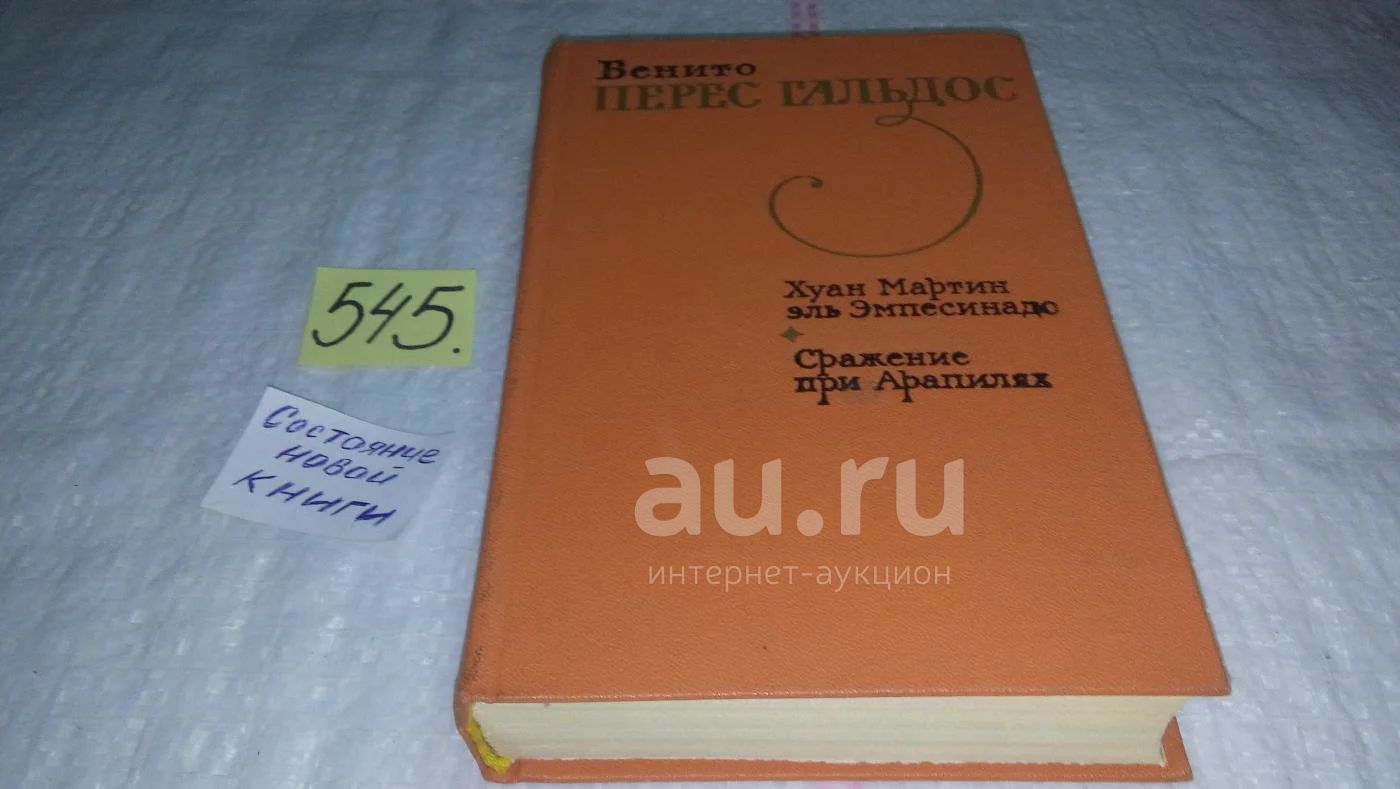 Бенито
ПЕРЕС ГАЛЬДОС
Хуан Мартин
эль Эмпесинадо
Сражение
при Арапилях
545.
Состояние
новой
книги
au.ru
интернет-аукцион